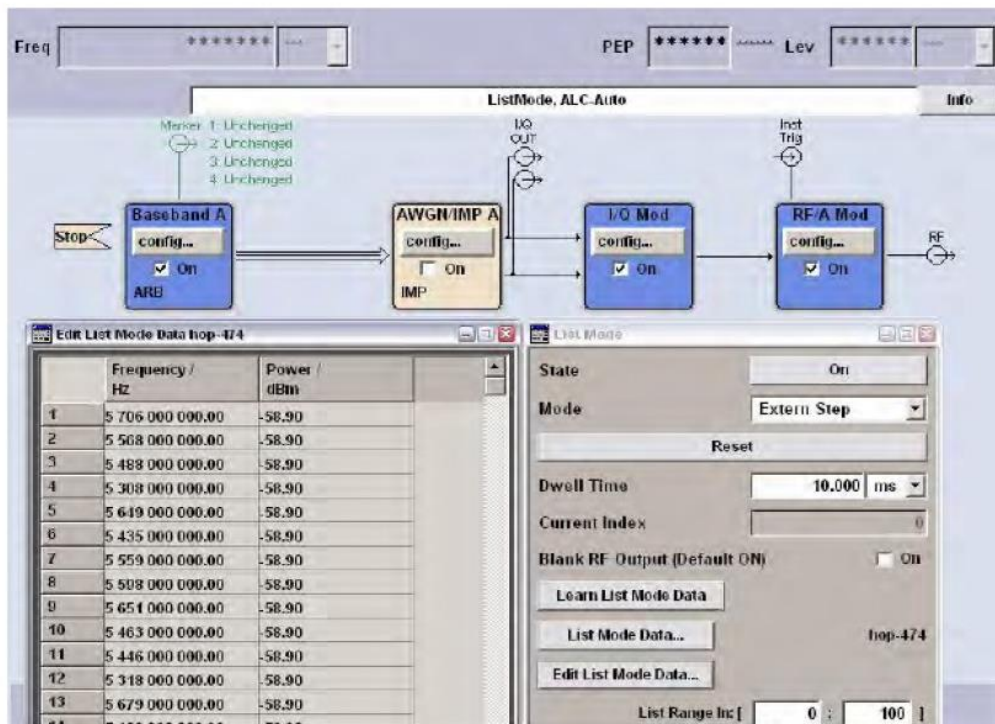 Freq ******* --- PEP ****** Lev ****** ---
ListMode, ALC-Auto Info
Marker 1: Unchanged
2: Unchanged
3: Unchanged
4: Unchanged
I/Q
OUT
Inst
Trig
Stop
Baseband A
config...
On
ARB
AWGN/IMP A
config...
On
IMP
I/Q Mod
config...
On
RF/A Mod
config...
On
RF
Edit List Mode Data hop-474
Frequency / Hz Power / dBm
1 5 706 000 000.00 -58.90
2 5 568 000 000.00 -58.90
3 5 488 000 000.00 -58.90
4 5 308 000 000.00 -58.90
5 5 649 000 000.00 -58.90
6 5 435 000 000.00 -58.90
7 5 559 000 000.00 -58.90
8 5 598 000 000.00 -58.90
9 5 651 000 000.00 -58.90
10 5 463 000 000.00 -58.90
11 5 446 000 000.00 -58.90
12 5 318 000 000.00 -58.90
13 5 679 000 000.00 -58.90
List Mode
State On
Mode Extern Step
Reset
Dwell Time 10.000 ms
Current Index 0
Blank RF Output (Default ON) On
Learn List Mode Data
List Mode Data... hop-474
Edit List Mode Data...
List Range In: [ 0 : 100 ]